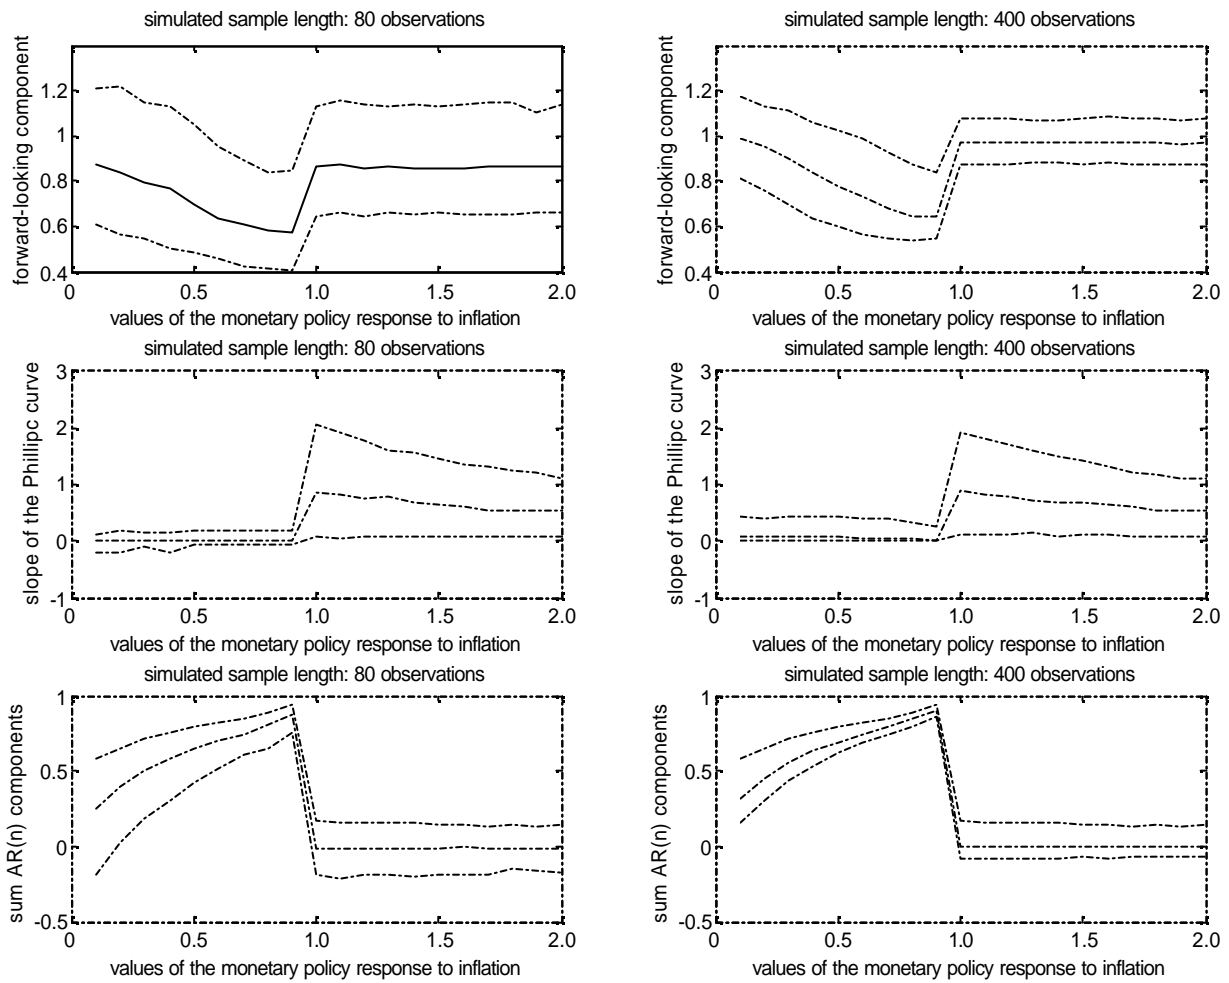 simulated sample length: 80 observations
forward-looking component
1.2
1
0.8
0.6
0.4
0 0.5 1.0 1.5 2.0
values of the monetary policy response to inflation
simulated sample length: 400 observations
forward-looking component
1.2
1
0.8
0.6
0.4
0 0.5 1.0 1.5 2.0
values of the monetary policy response to inflation
simulated sample length: 80 observations
slope of the Phillipc curve
3
2
1
0
-1
0 0.5 1.0 1.5 2.0
values of the monetary policy response to inflation
simulated sample length: 400 observations
slope of the Phillipc curve
3
2
1
0
-1
0 0.5 1.0 1.5 2.0
values of the monetary policy response to inflation
simulated sample length: 80 observations
sum AR(n) components
1
0.5
0
-0.5
0 0.5 1.0 1.5 2.0
values of the monetary policy response to inflation
simulated sample length: 400 observations
sum AR(n) components
1
0.5
0
-0.5
0 0.5 1.0 1.5 2.0
values of the monetary policy response to inflation